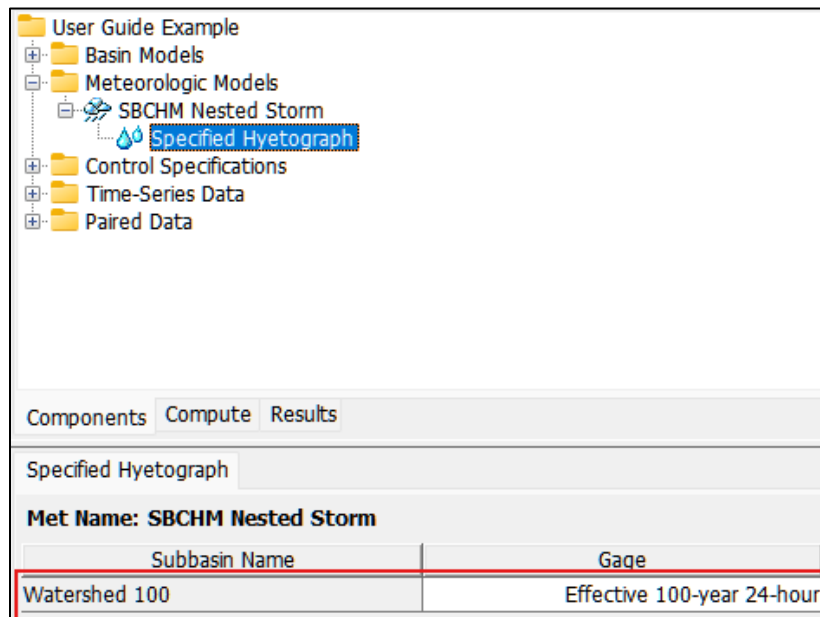 User Guide Example
Basin Models
Meteorologic Models
SBCHM Nested Storm
Specified Hyetograph
Control Specifications
Time-Series Data
Paired Data
Components Compute Results
Specified Hyetograph
Met Name: SBCHM Nested Storm
Subbasin Name Gage
Watershed 100 Effective 100-year 24-hour